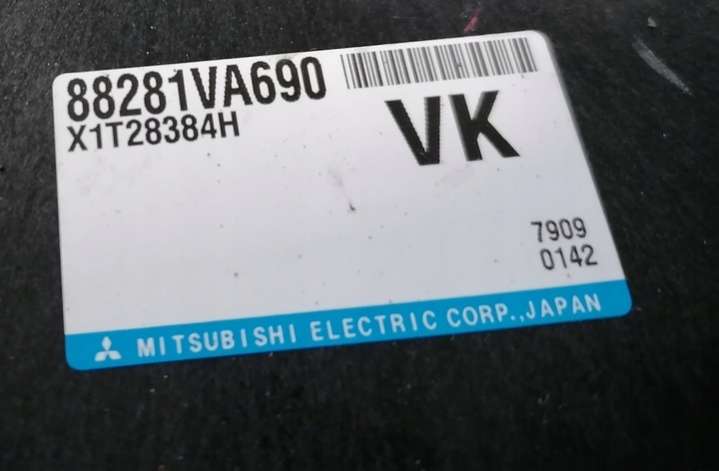 88281VA690
X1T28384H
VK
7909
0142
MITSUBISHI ELECTRIC CORP.,JAPAN